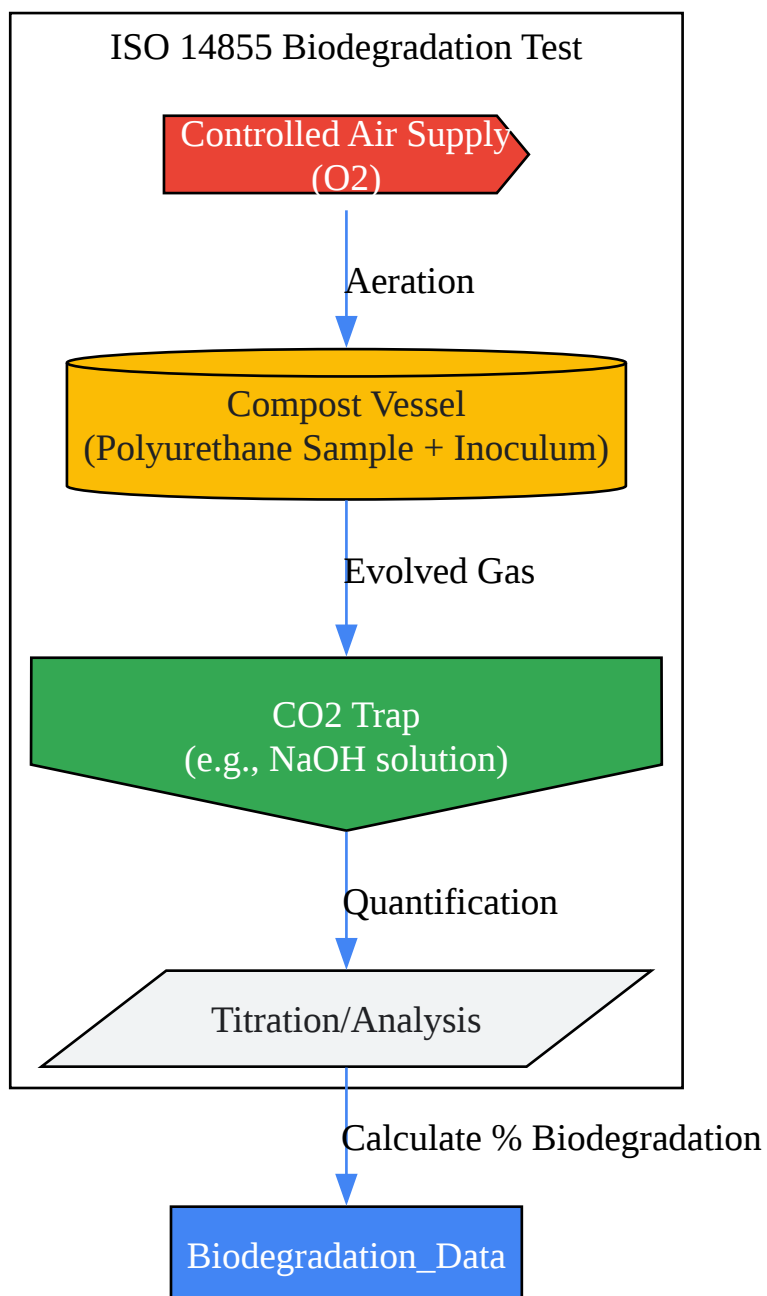 ISO 14855 Biodegradation Test
Controlled Air Supply
(O2)
Aeration
Compost Vessel
(Polyurethane Sample + Inoculum)
Evolved Gas
CO2 Trap
(e.g., NaOH solution)
Quantification
Titration/Analysis
Calculate % Biodegradation
Biodegradation_Data